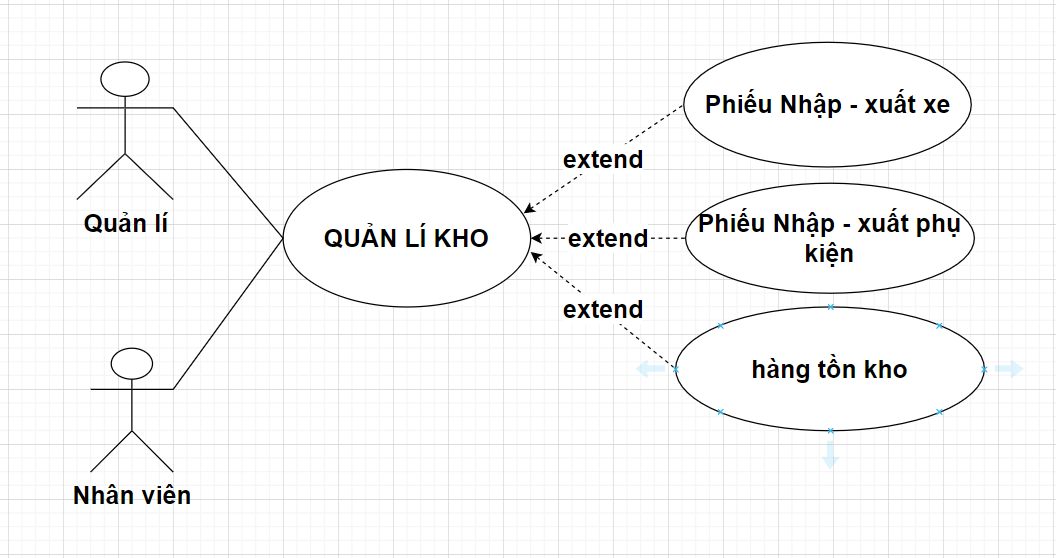 Phiếu Nhập - xuất xe
extend
Quản lí
QUẢN LÍ KHO
extend
Phiếu Nhập - xuất phụ
kiện
extend
hàng tồn kho
Nhân viên